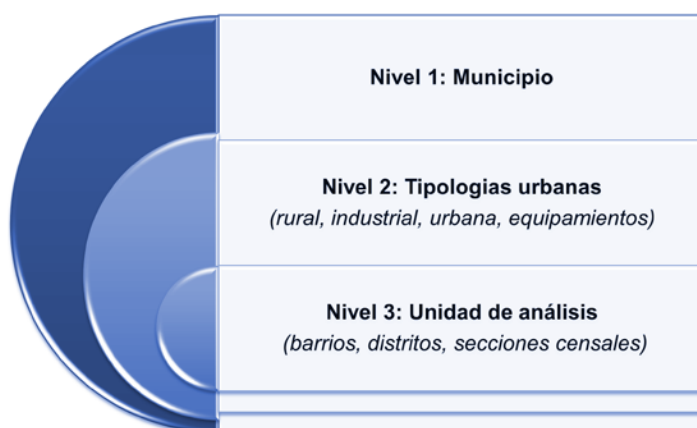 Nivel 1: Municipio
Nivel 2: Tipologias urbanas
(rural, industrial, urbana, equipamientos)
Nivel 3: Unidad de análisis
(barrios, distritos, secciones censales)